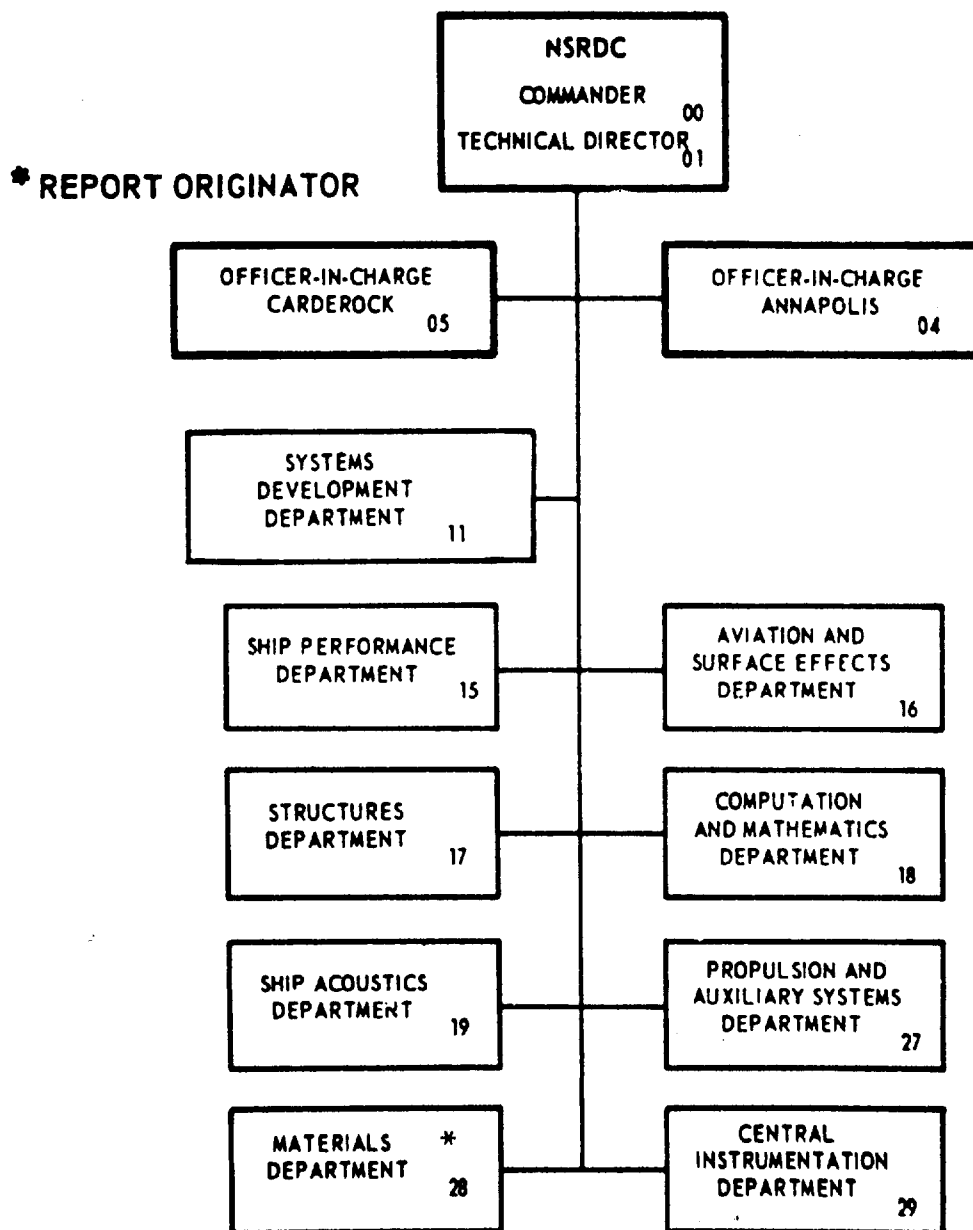 NSRDC
COMMANDER
00
TECHNICAL DIRECTOR
01
* REPORT ORIGINATOR
OFFICER-IN-CHARGE
CARDEROCK
05
OFFICER-IN-CHARGE
ANNAPOLIS
04
SYSTEMS
DEVELOPMENT
DEPARTMENT
11
SHIP PERFORMANCE
DEPARTMENT
15
AVIATION AND
SURFACE EFFECTS
DEPARTMENT
16
STRUCTURES
DEPARTMENT
17
COMPUTATION
AND MATHEMATICS
DEPARTMENT
18
SHIP ACOUSTICS
DEPARTMENT
19
PROPULSION AND
AUXILIARY SYSTEMS
DEPARTMENT
27
MATERIALS *
DEPARTMENT
28
CENTRAL
INSTRUMENTATION
DEPARTMENT
29